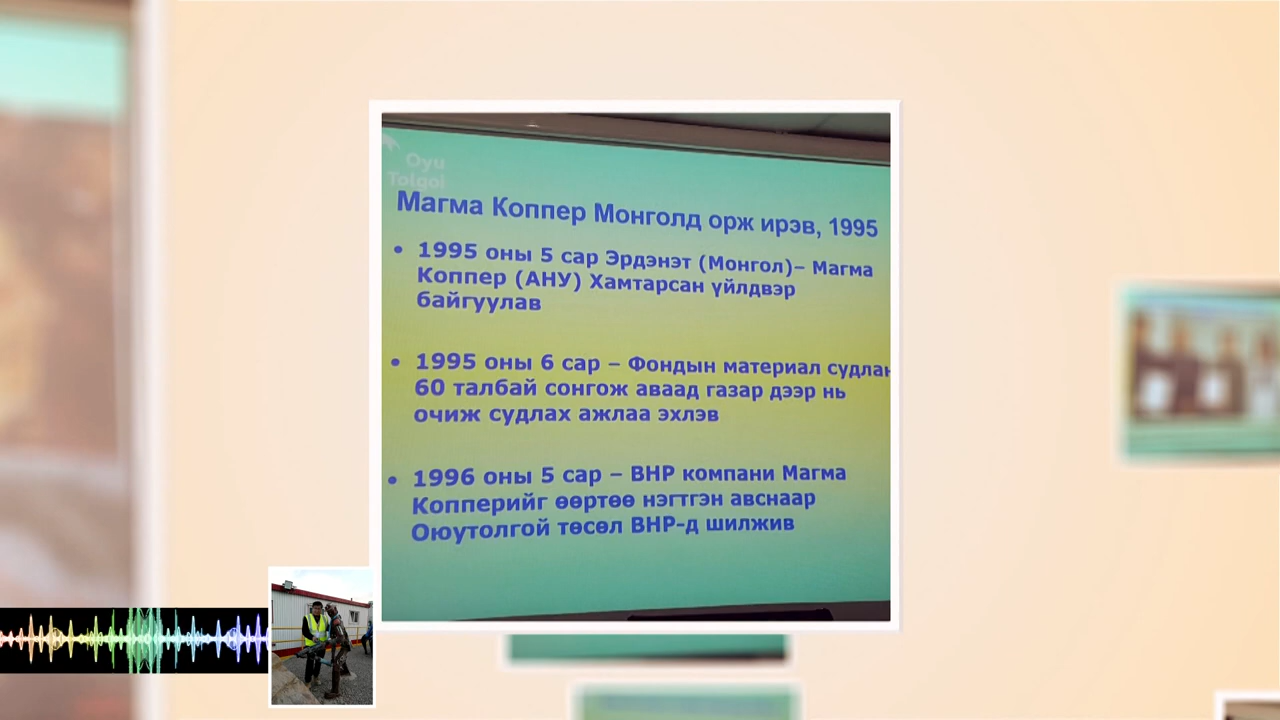 Oyu
Tolgoi
Магма Коппер Монголд орж ирэв, 1995
• 1995 оны 5 сар Эрдэнэт (Монгол)– Магма
Коппер (АНУ) Хамтарсан үйлдвэр
байгуулав
• 1995 оны 6 сар – Фондын материал судлан
60 талбай сонгож аваад газар дээр нь
очиж судлах ажлаа эхлэв
• 1996 оны 5 сар – BHP компани Магма
Копперийг өөртөө нэгтгэн авснаар
Оюутолгой төсөл BHP-д шилжив